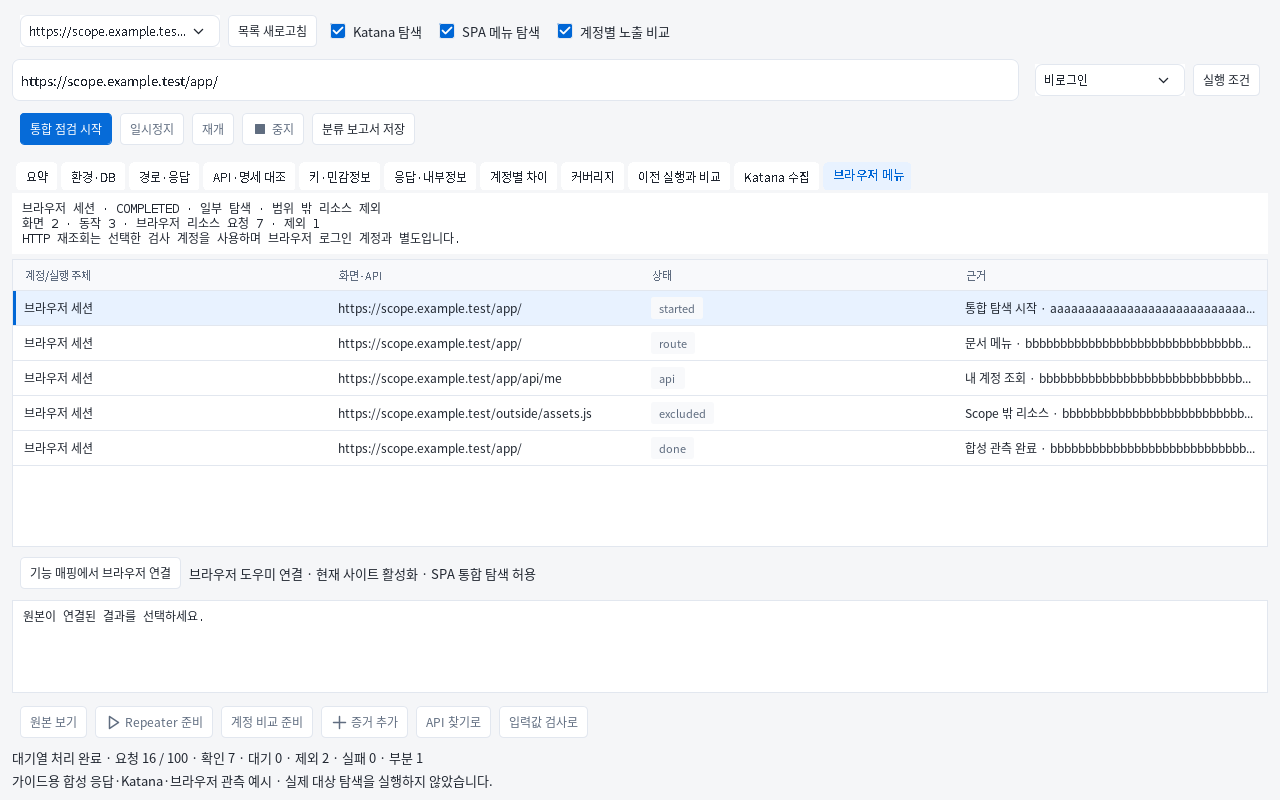 https://scope.example.tes... 목록 새로고침 Katana 탐색 SPA 메뉴 탐색 계정별 노출 비교
https://scope.example.test/app/ 비로그인 실행 조건
통합 점검 시작 일시정지 재개 중지 분류 보고서 저장
요약 환경·DB 경로·응답 API·명세 대조 키·민감정보 응답·내부정보 계정별 차이 커버리지 이전 실행과 비교 Katana 수집 브라우저 메뉴
브라우저 세션 · COMPLETED · 일부 탐색 · 범위 밖 리소스 제외
화면 2 · 동작 3 · 브라우저 리소스 요청 7 · 제외 1
HTTP 재조회는 선택한 검사 계정을 사용하며 브라우저 로그인 계정과 별도입니다.
계정/실행 주체 화면·API 상태 근거
브라우저 세션 https://scope.example.test/app/ started 통합 탐색 시작 · aaaaaaaaaaaaaaaaaaaaaaaaaaaa...
브라우저 세션 https://scope.example.test/app/ route 문서 메뉴 · bbbbbbbbbbbbbbbbbbbbbbbbbbbbbbb...
브라우저 세션 https://scope.example.test/app/api/me api 내 계정 조회 · bbbbbbbbbbbbbbbbbbbbbbbbbbbbb...
브라우저 세션 https://scope.example.test/outside/assets.js excluded Scope 밖 리소스 · bbbbbbbbbbbbbbbbbbbbbbbbbb...
브라우저 세션 https://scope.example.test/app/ done 합성 관측 완료 · bbbbbbbbbbbbbbbbbbbbbbbbbbbb...
기능 매핑에서 브라우저 연결 브라우저 도우미 연결 · 현재 사이트 활성화 · SPA 통합 탐색 허용
원본이 연결된 결과를 선택하세요.
원본 보기 Repeater 준비 계정 비교 준비 증거 추가 API 찾기로 입력값 검사로
대기열 처리 완료 · 요청 16 / 100 · 확인 7 · 대기 0 · 제외 2 · 실패 0 · 부분 1
가이드용 합성 응답·Katana·브라우저 관측 예시 · 실제 대상 탐색을 실행하지 않았습니다.